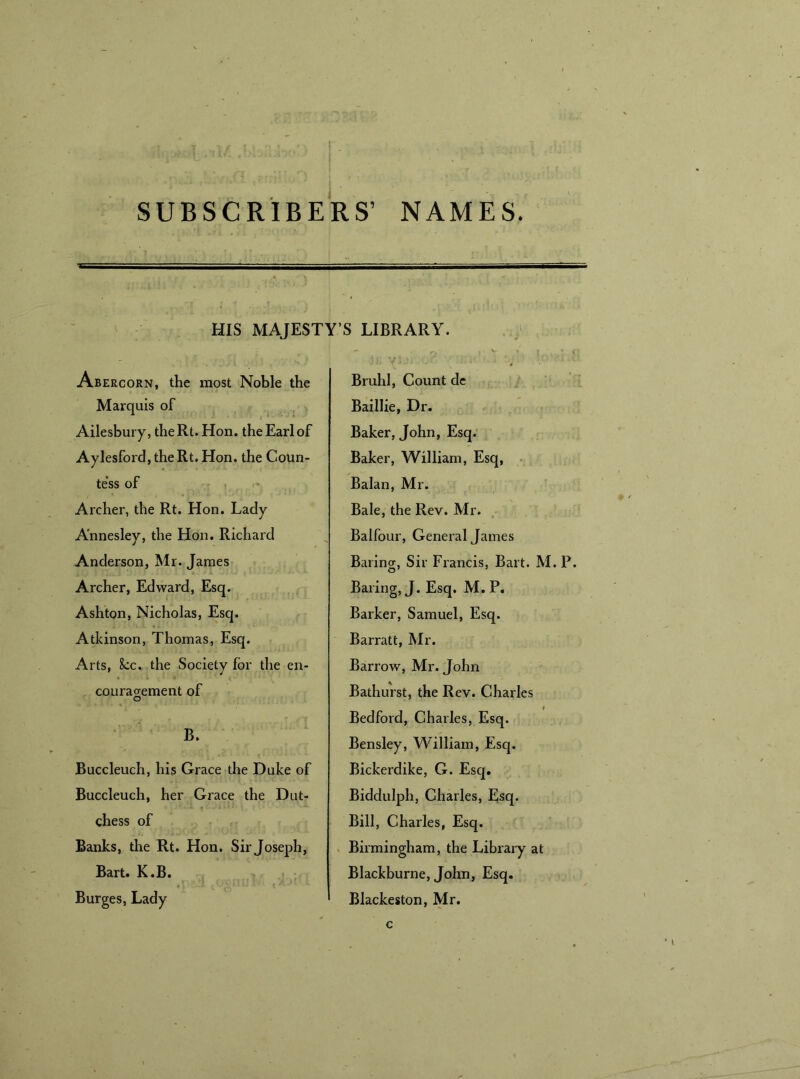 SUBSCRIBERS' NAMES.
HIS MAJESTY'S LIBRARY.
Abercorn, the most Noble the
Marquis of
Ailesbury, the Rt. Hon. the Earl of
Aylesford, the Rt. Hon. the Coun-
tess of
Archer, the Rt. Hon. Lady
Annesley, the Hon. Richard
Anderson, Mr. James
Archer, Edward, Esq.
Ashton, Nicholas, Esq.
Atkinson, Thomas, Esq.
Arts, &c. the Society for the en-
couragement of
B.
Buccleuch, his Grace the Duke of
Buccleuch, her Grace the Dut-
chess of
Banks, the Rt. Hon. Sir Joseph,
Bart. K.B.
Burges, Lady
Bruhl, Count de
Baillie, Dr.
Baker, John, Esq.
Baker, William, Esq,
Balan, Mr.
Bale, the Rev. Mr.
Balfour, General James
Baring, Sir Francis, Bart. M. P.
Baring, J. Esq. M. P.
Barker, Samuel, Esq.
Barratt, Mr.
Barrow, Mr. John
Bathurst, the Rev. Charles
Bedford, Charles, Esq.
Bensley, William, Esq.
Bickerdike, G. Esq.
Biddulph, Charles, Esq.
Bill, Charles, Esq.
Birmingham, the Library at
Blackburne, John, Esq.
Blackeston, Mr.
c